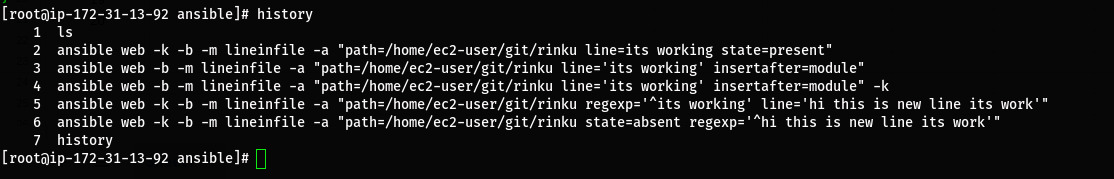 [root@ip-172-31-13-92 ansible]# history
1 ls
2 ansible web -k -b -m lineinfile -a "path=/home/ec2-user/git/rinku line=its working state=present"
3 ansible web -b -m lineinfile -a "path=/home/ec2-user/git/rinku line='its working' insertafter=module"
4 ansible web -b -m lineinfile -a "path=/home/ec2-user/git/rinku line='its working' insertafter=module" -k
5 ansible web -k -b -m lineinfile -a "path=/home/ec2-user/git/rinku regexp='^its working' line='hi this is new line its work'"
6 ansible web -k -b -m lineinfile -a "path=/home/ec2-user/git/rinku state=absent regexp='^hi this is new line its work'"
7 history
[root@ip-172-31-13-92 ansible]#